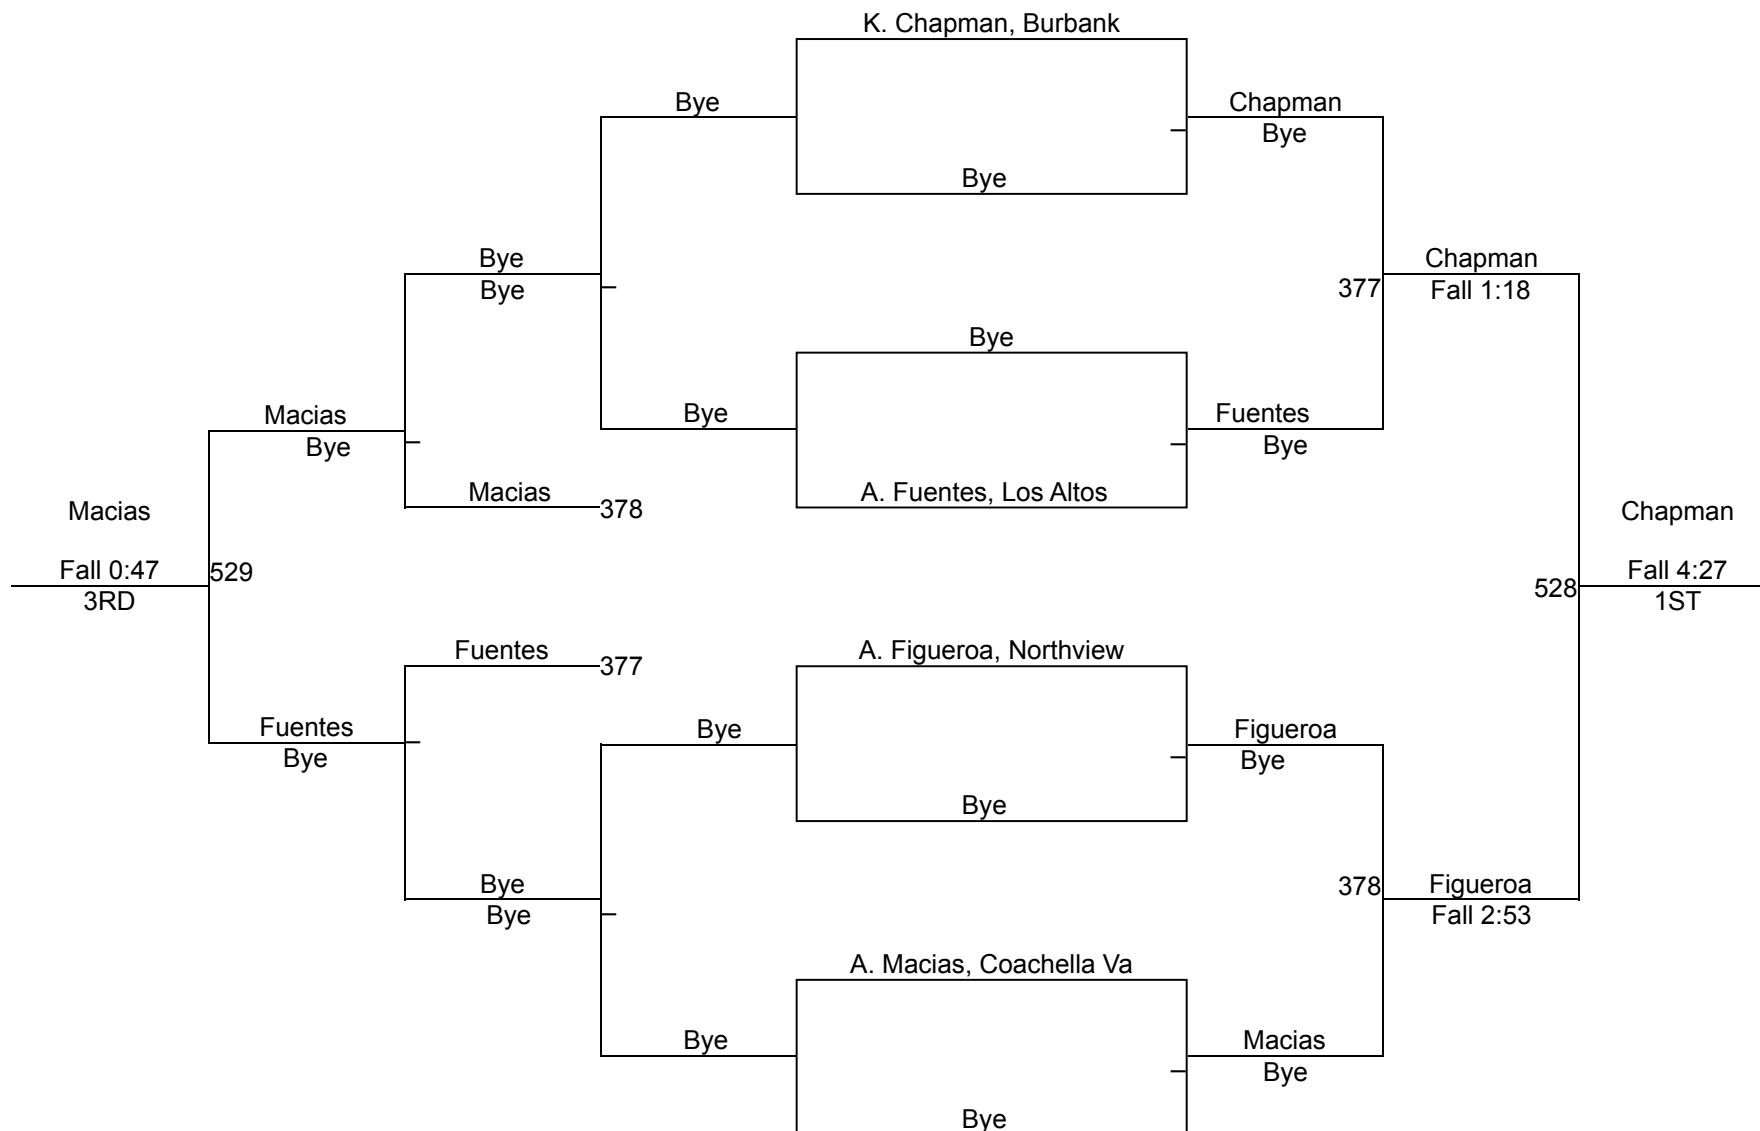 K. Chapman, Burbank
Bye
Chapman
Bye
Bye
Bye
Chapman
Bye
377
Fall 1:18
Bye
Macias
Bye
Fuentes
Bye
Bye
Macias
378
A. Fuentes, Los Altos
Macias
Chapman
Fall 0:47
529
528
Fall 4:27
3RD
1ST
Fuentes
377
A. Figueroa, Northview
Fuentes
Bye
Figueroa
Bye
Bye
Bye
Bye
378
Figueroa
Bye
Fall 2:53
A. Macias, Coachella Va
Bye
Macias
Bye
Bye